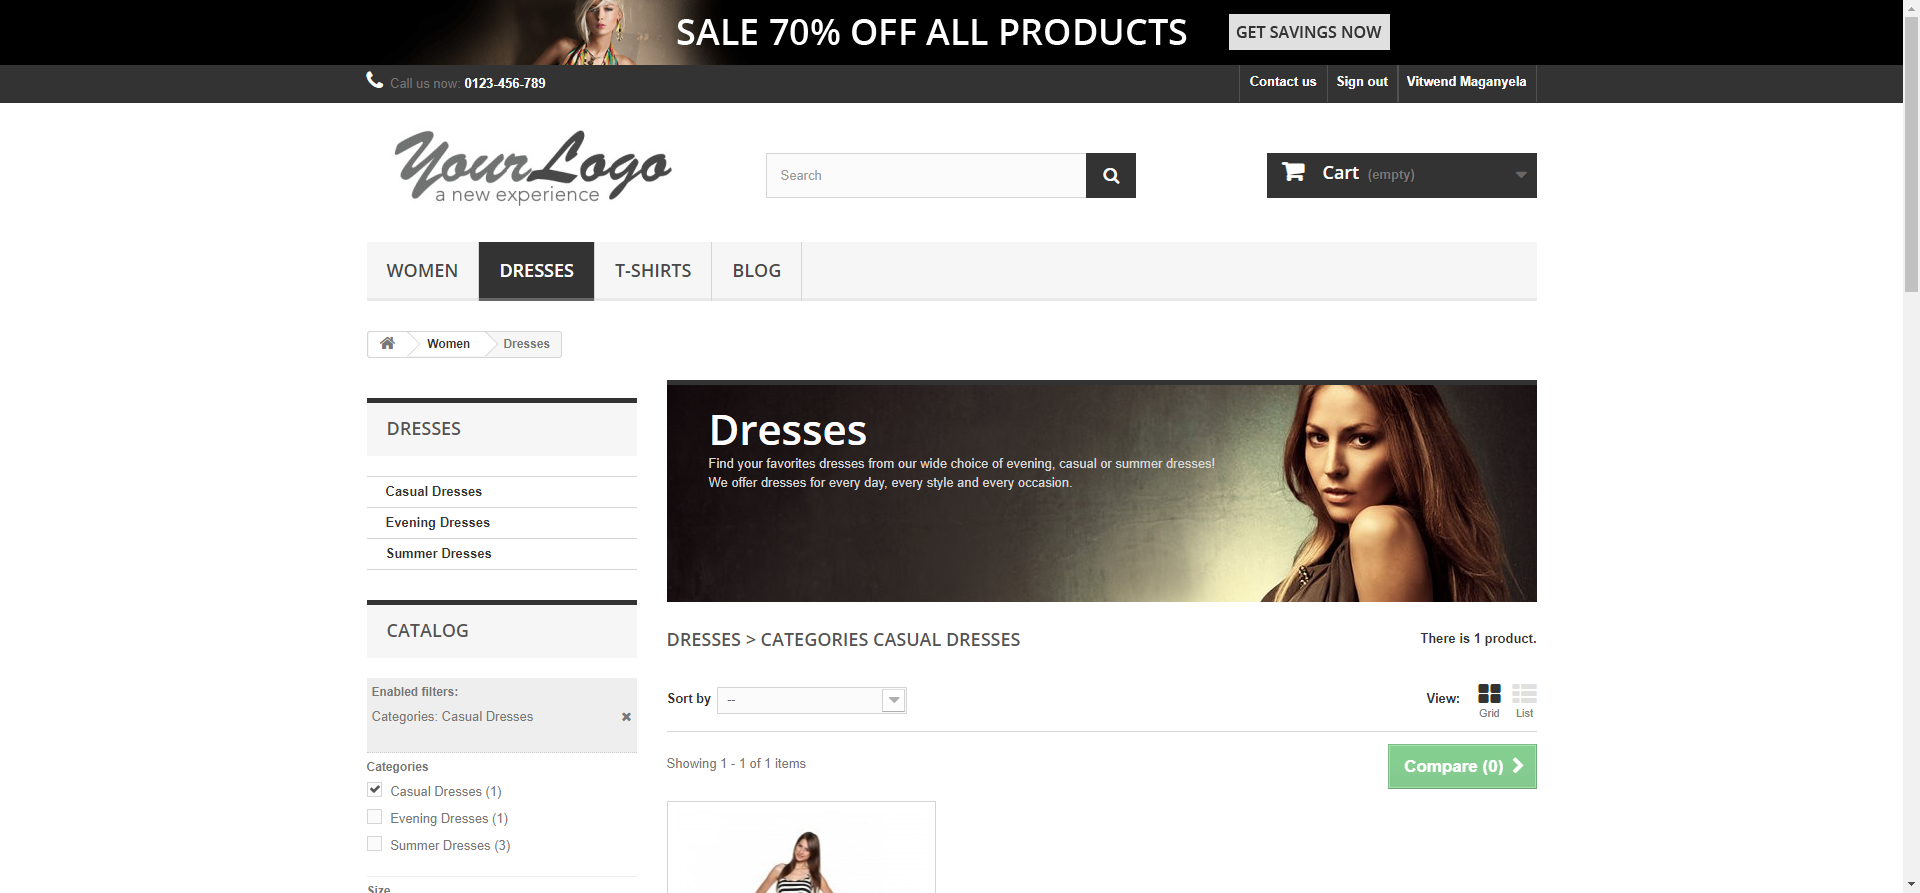 SALE 70% OFF ALL PRODUCTS
GET SAVINGS NOW
Call us now: 0123-456-789
Contact us
Sign out
Vitwend Maganyela
YourLogo
a new experience
Search
Cart (empty)
WOMEN
DRESSES
T-SHIRTS
BLOG
Women
Dresses
DRESSES
Casual Dresses
Evening Dresses
Summer Dresses
CATALOG
Enabled filters:
Categories: Casual Dresses
Categories
Casual Dresses (1)
Evening Dresses (1)
Summer Dresses (3)
Size
Dresses
Find your favorites dresses from our wide choice of evening, casual or summer dresses!
We offer dresses for every day, every style and every occasion.
DRESSES > CATEGORIES CASUAL DRESSES
There is 1 product.
Sort by
--
View:
Grid
List
Showing 1 - 1 of 1 items
Compare (0)